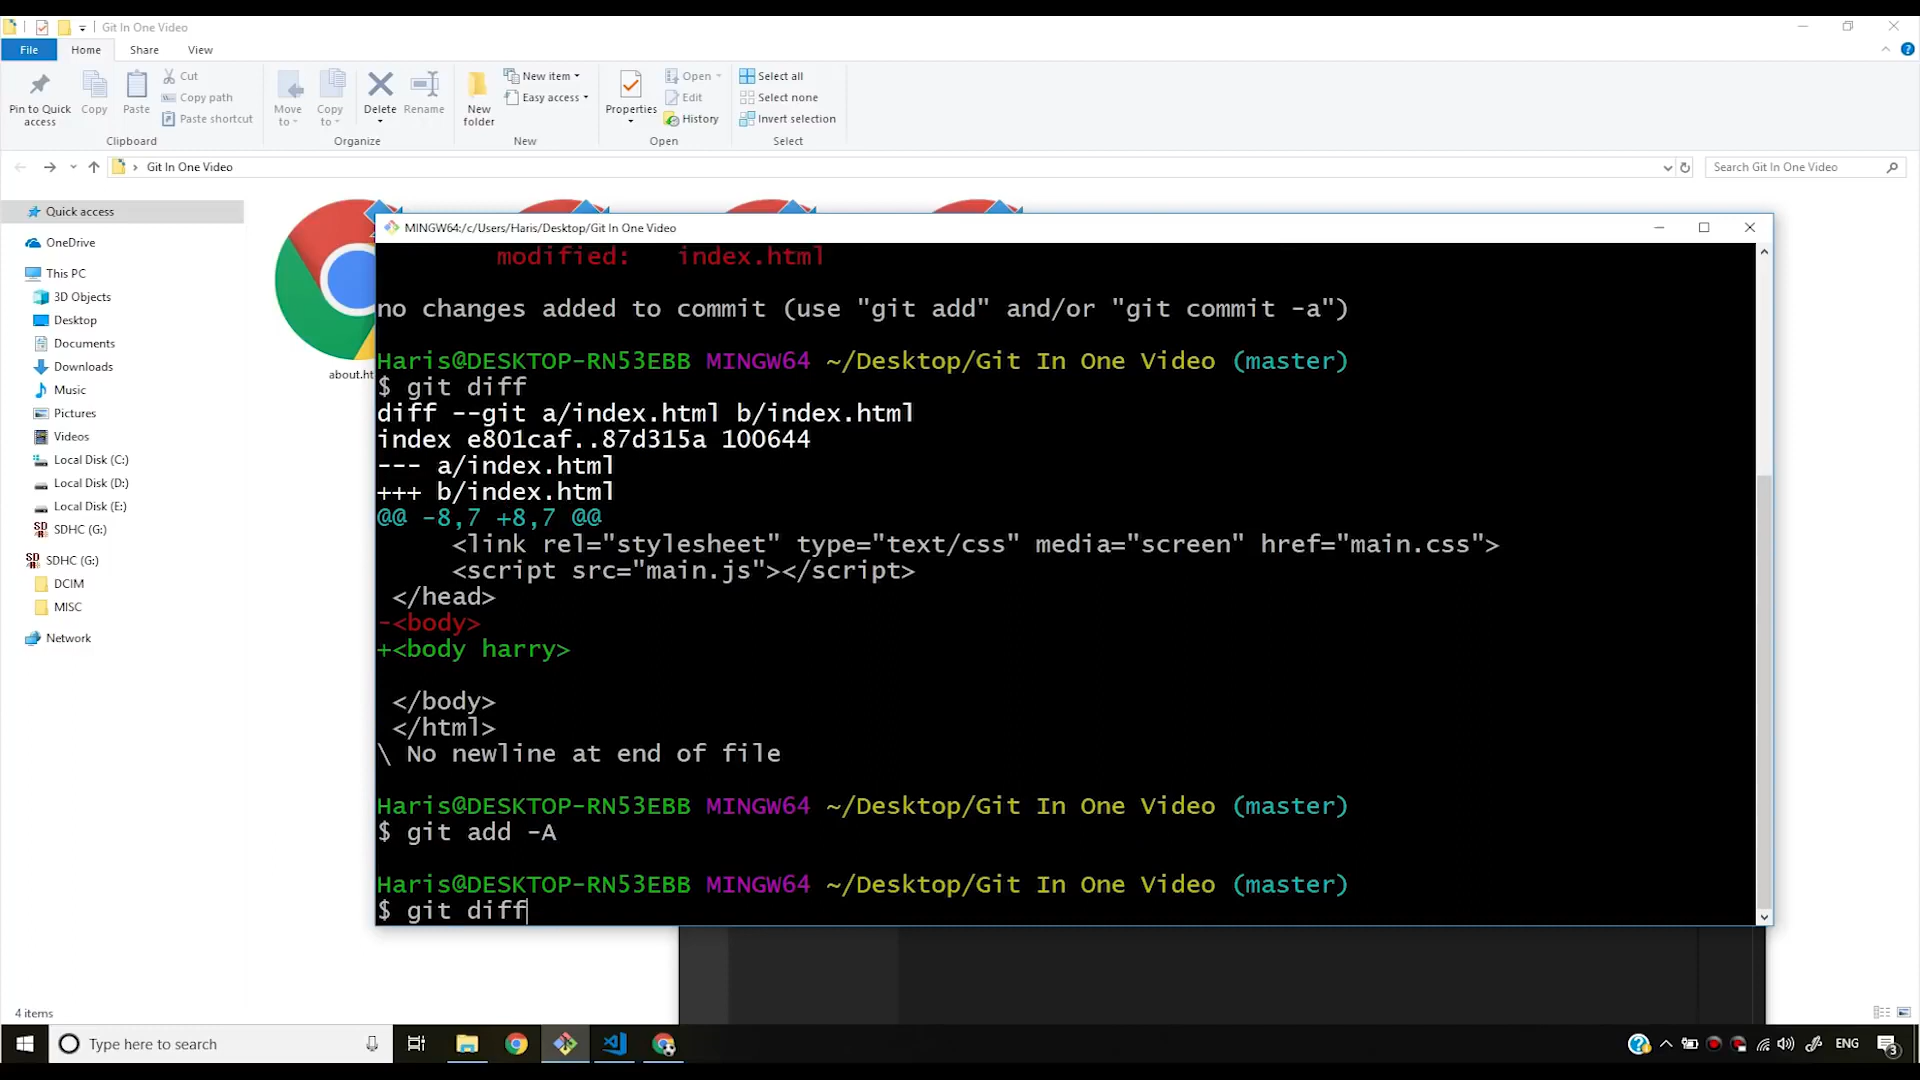 Git In One Video
File Home Share View
Pin to Quick access
Copy
Paste
Cut
Copy path
Paste shortcut
Clipboard
Move to
Copy to
Delete
Rename
Organize
New folder
New item
Easy access
New
Properties
Open
Edit
History
Open
Select all
Select none
Invert selection
Select
Git In One Video
Search Git In One Video
Quick access
OneDrive
This PC
3D Objects
Desktop
Documents
Downloads
Music
Pictures
Videos
Local Disk (C:)
Local Disk (D:)
Local Disk (E:)
SDHC (G:)
SDHC (G:)
DCIM
MISC
Network
about.ht
MINGW64:/c/Users/Haris/Desktop/Git In One Video
modified: index.html
no changes added to commit (use "git add" and/or "git commit -a")
Haris@DESKTOP-RN53EBB MINGW64 ~/Desktop/Git In One Video (master)
$ git diff
diff --git a/index.html b/index.html
index e801caf..87d315a 100644
--- a/index.html
+++ b/index.html
@@ -8,7 +8,7 @@
<link rel="stylesheet" type="text/css" media="screen" href="main.css">
<script src="main.js"></script>
</head>
-<body>
+<body harry>
</body>
</html>
\ No newline at end of file
Haris@DESKTOP-RN53EBB MINGW64 ~/Desktop/Git In One Video (master)
$ git add -A
Haris@DESKTOP-RN53EBB MINGW64 ~/Desktop/Git In One Video (master)
$ git diff
4 items
Type here to search
ENG
3